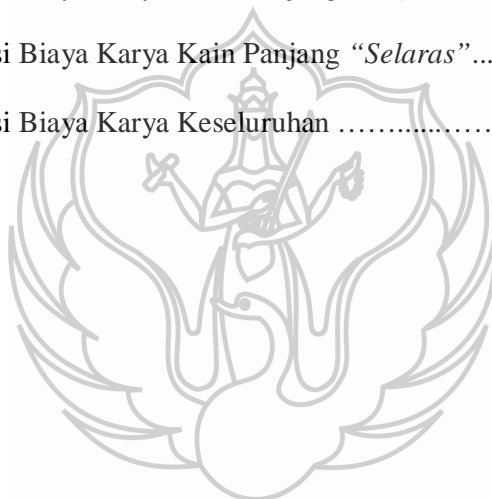 si Biaya Karya Kain Panjang “Selaras”...
si Biaya Karya Keseluruhan ……......……